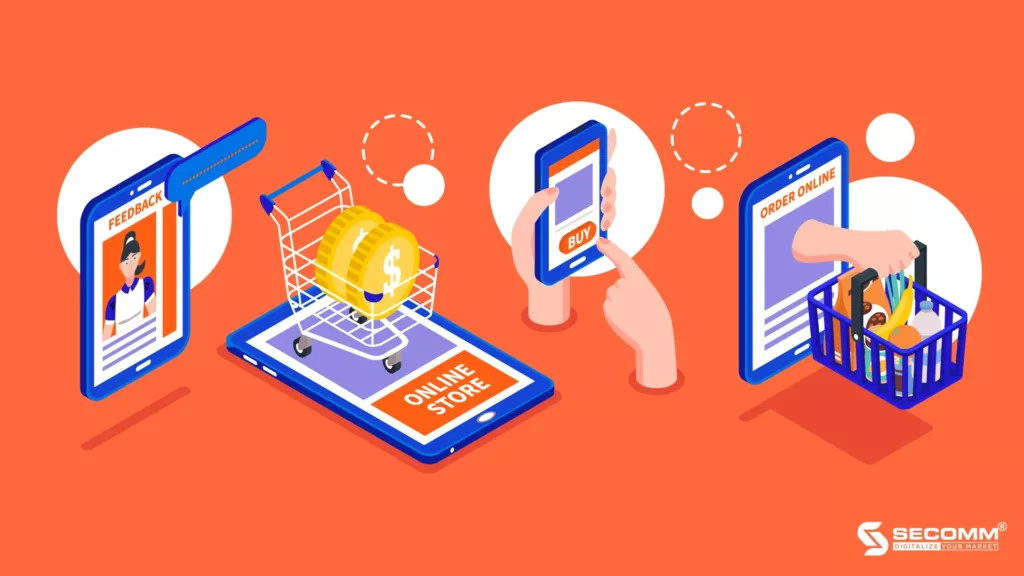 FEEDBACK
$
ONLINE
STORE
BUY
ORDER ONLINE
SECOMM®
DIGITALIZE YOUR MARKET